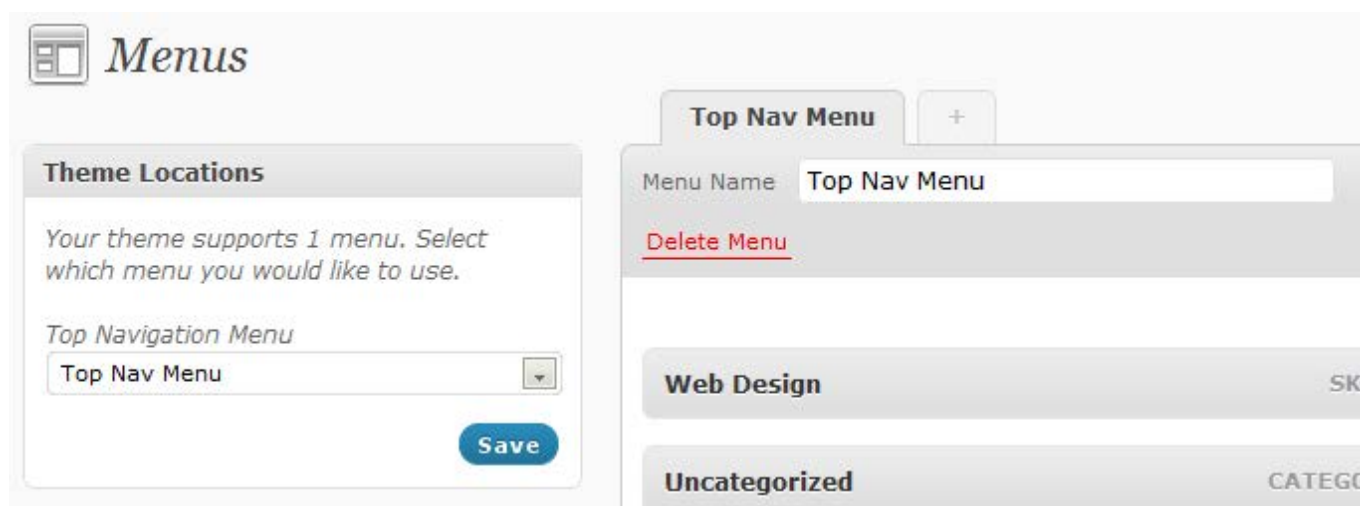 Menus
Top Nav Menu
+
Theme Locations
Your theme supports 1 menu. Select
which menu you would like to use.
Top Navigation Menu
Top Nav Menu
Save
Menu Name Top Nav Menu
Delete Menu
Web Design
Uncategorized